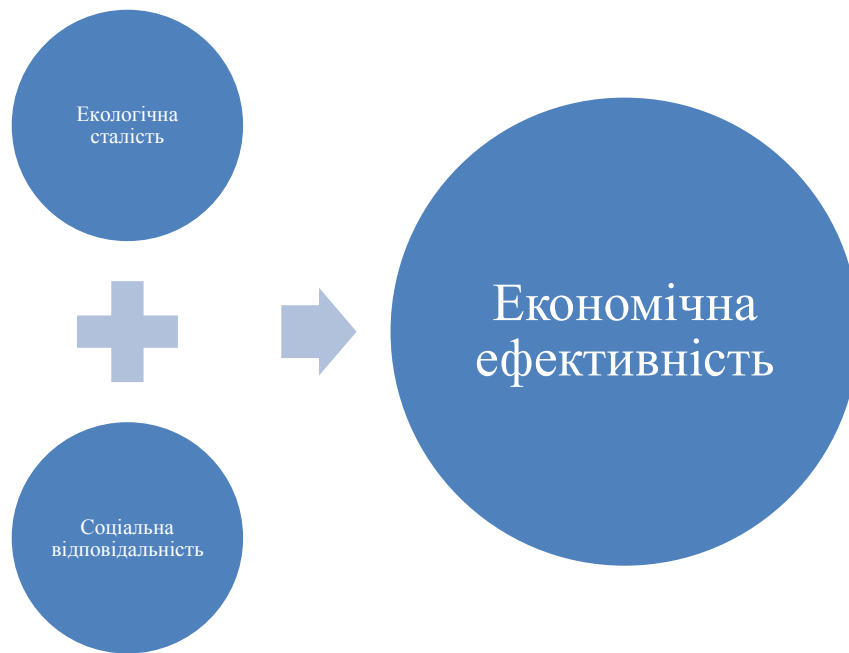 Екологічна
сталість
Соціальна
відповідальність
Економічна
ефективність